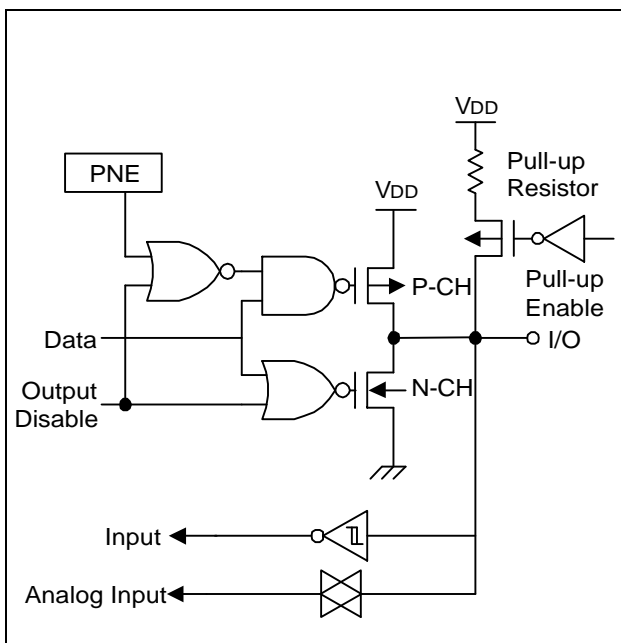 VDD
Pull-up
Resistor
PNE
VDD
Pull-up
Enable
P-CH
Data
I/O
Output
Disable
N-CH
Input
Analog Input